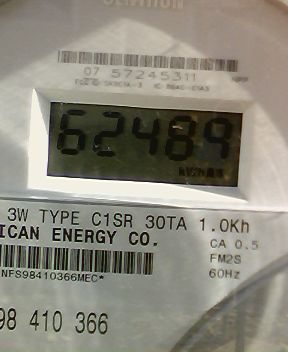 CENTRON
07 57245311
62489
3W TYPE C1SR 30TA 1.0Kh
ICAN ENERGY CO.
CA 0.5
FM2S
60Hz
NFS98410366MEC*
98 410 366